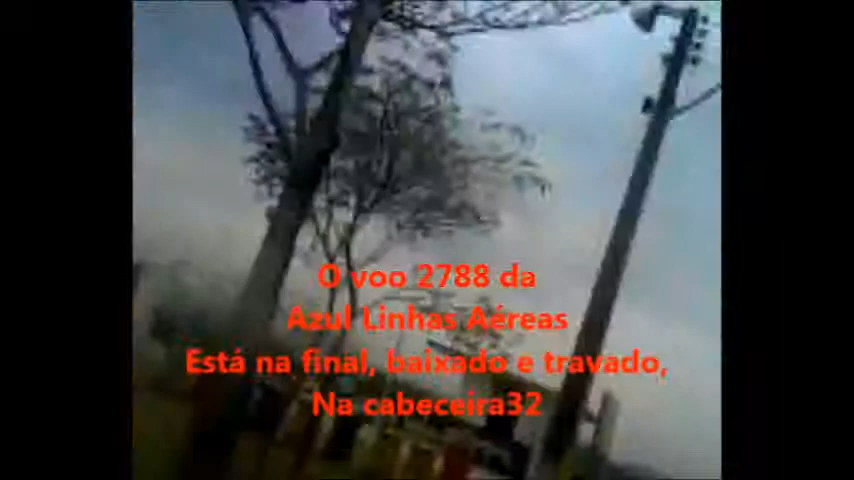 O voo 2788 da
Azul Linhas Aéreas
Está na final, baixado e travado,
Na cabeceira32